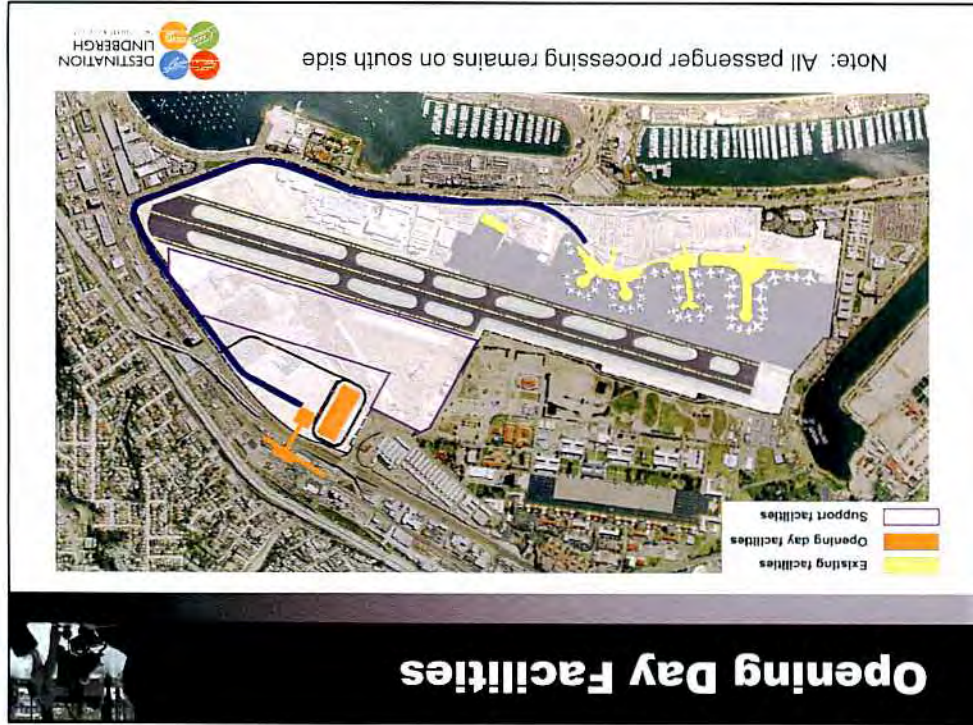 Opening Day Facilities
Existing facilities
Opening day facilities
Support facilities
Note: All passenger processing remains on south side
DESTINATION
LINDBERGH